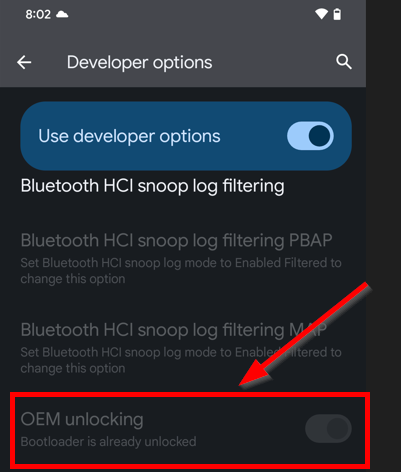 8:02
Developer options
Use developer options
Bluetooth HCI snoop log filtering
Bluetooth HCI snoop log filtering PBAP
Set Bluetooth HCI snoop log mode to Enabled Filtered to
change this option
Bluetooth HCI snoop log filtering MAP
Set Bluetooth HCI snoop log mode to Enabled Filtered to
change this option
OEM unlocking
Bootloader is already unlocked